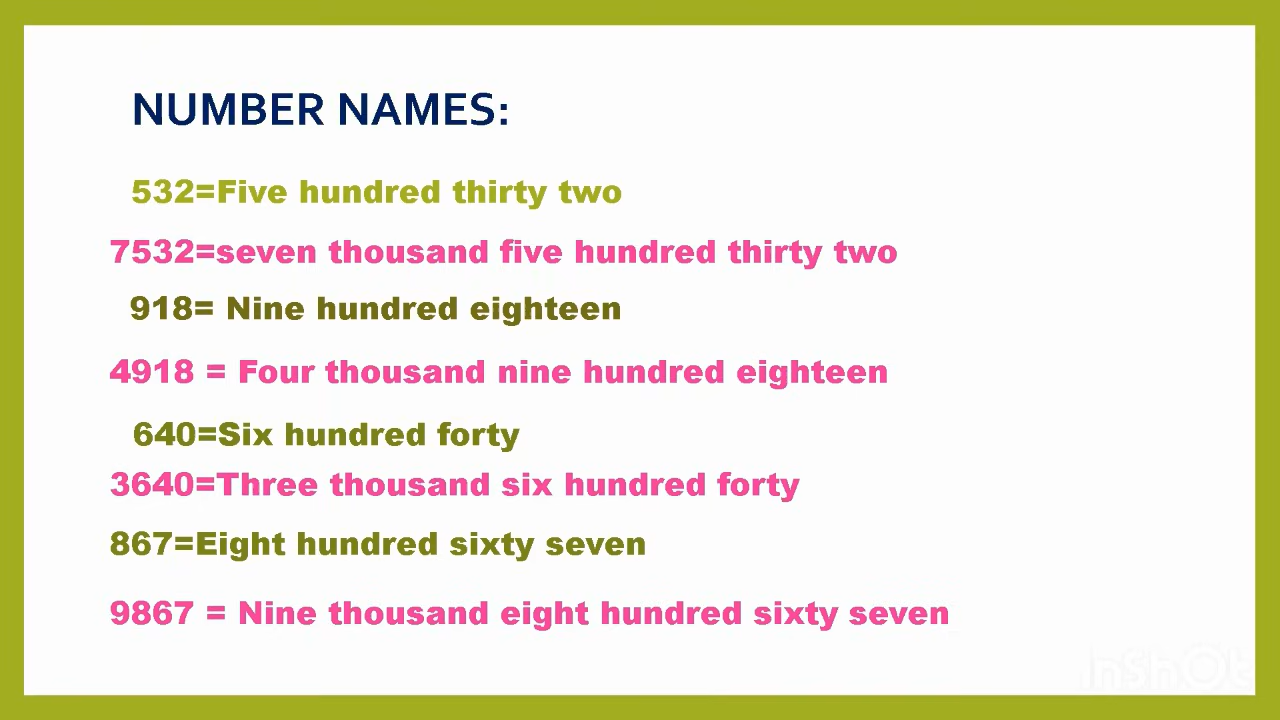 NUMBER NAMES:
532=Five hundred thirty two
7532=seven thousand five hundred thirty two
918= Nine hundred eighteen
4918 = Four thousand nine hundred eighteen
640=Six hundred forty
3640=Three thousand six hundred forty
867=Eight hundred sixty seven
9867 = Nine thousand eight hundred sixty seven
InShOt